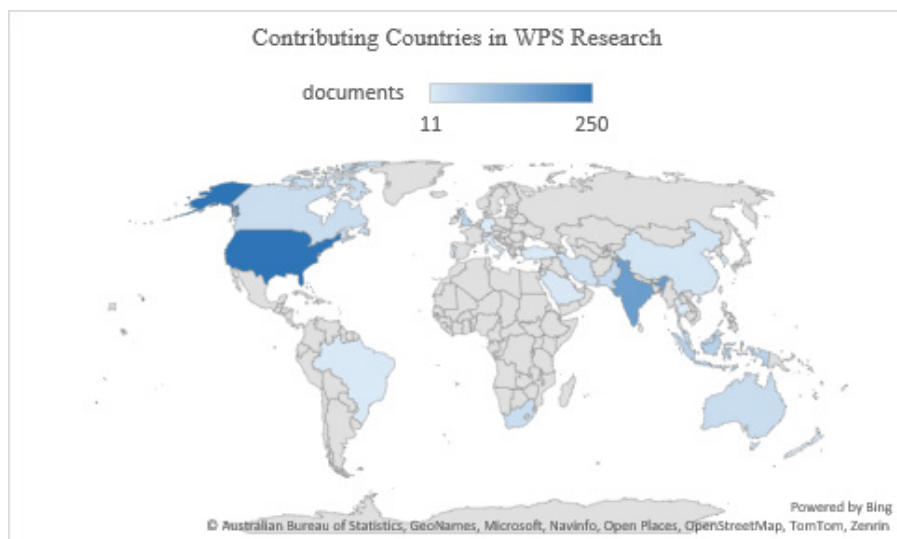 Contributing Countries in WPS Research
documents
11 250
Powered by Bing
© Australian Bureau of Statistics, GeoNames, Microsoft, Navinfo, Open Places, OpenStreetMap, TomTom, Zenrin